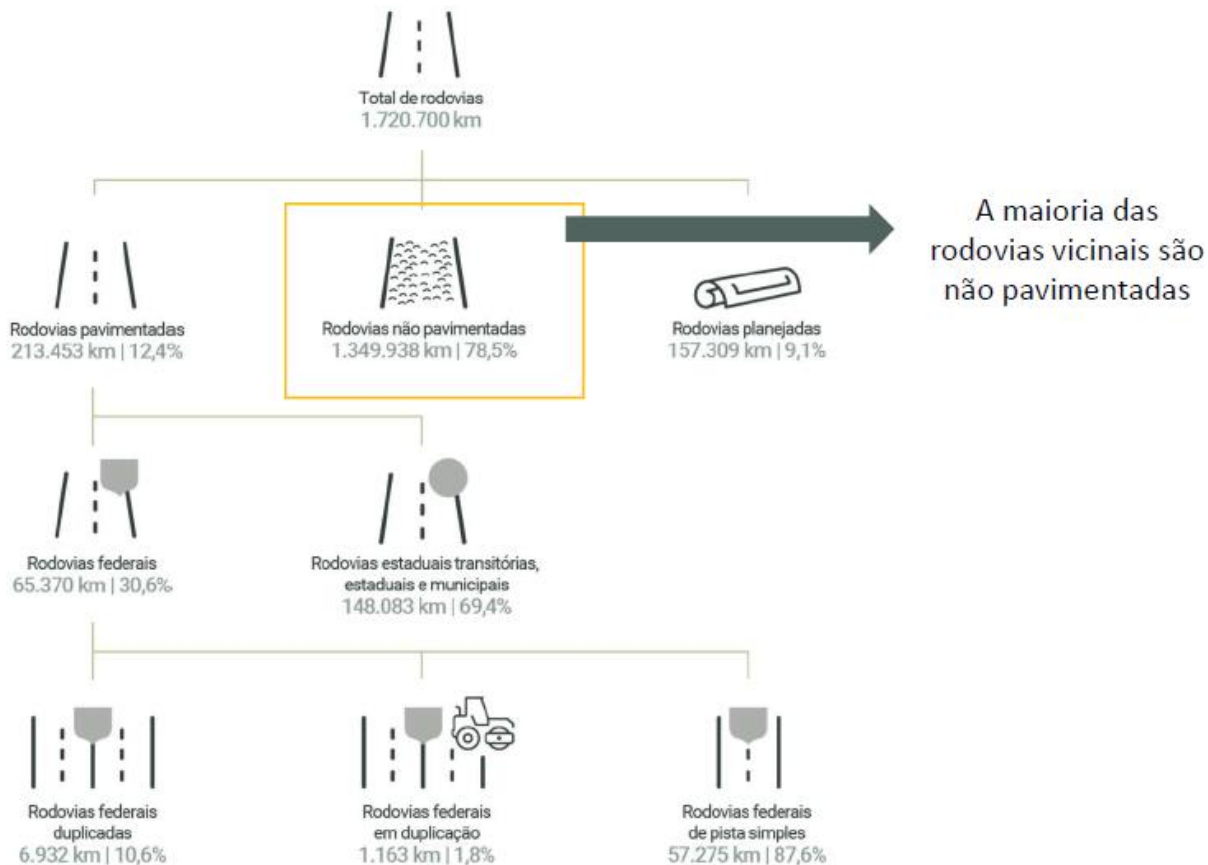 Total de rodovias
1.720.700 km
A maioria das
rodovias vicinais são
não pavimentadas
Rodovias pavimentadas
213.453 km | 12,4%
Rodovias não pavimentadas
1.349.938 km | 78,5%
Rodovias planejadas
157.309 km | 9,1%
Rodovias federais
65.370 km | 30,6%
Rodovias estaduais transitórias,
estaduais e municipais
148.083 km | 69,4%
Rodovias federais
duplicadas
6.932 km | 10,6%
Rodovias federais
em duplicação
1.163 km | 1,8%
Rodovias federais
de pista simples
57.275 km | 87,6%